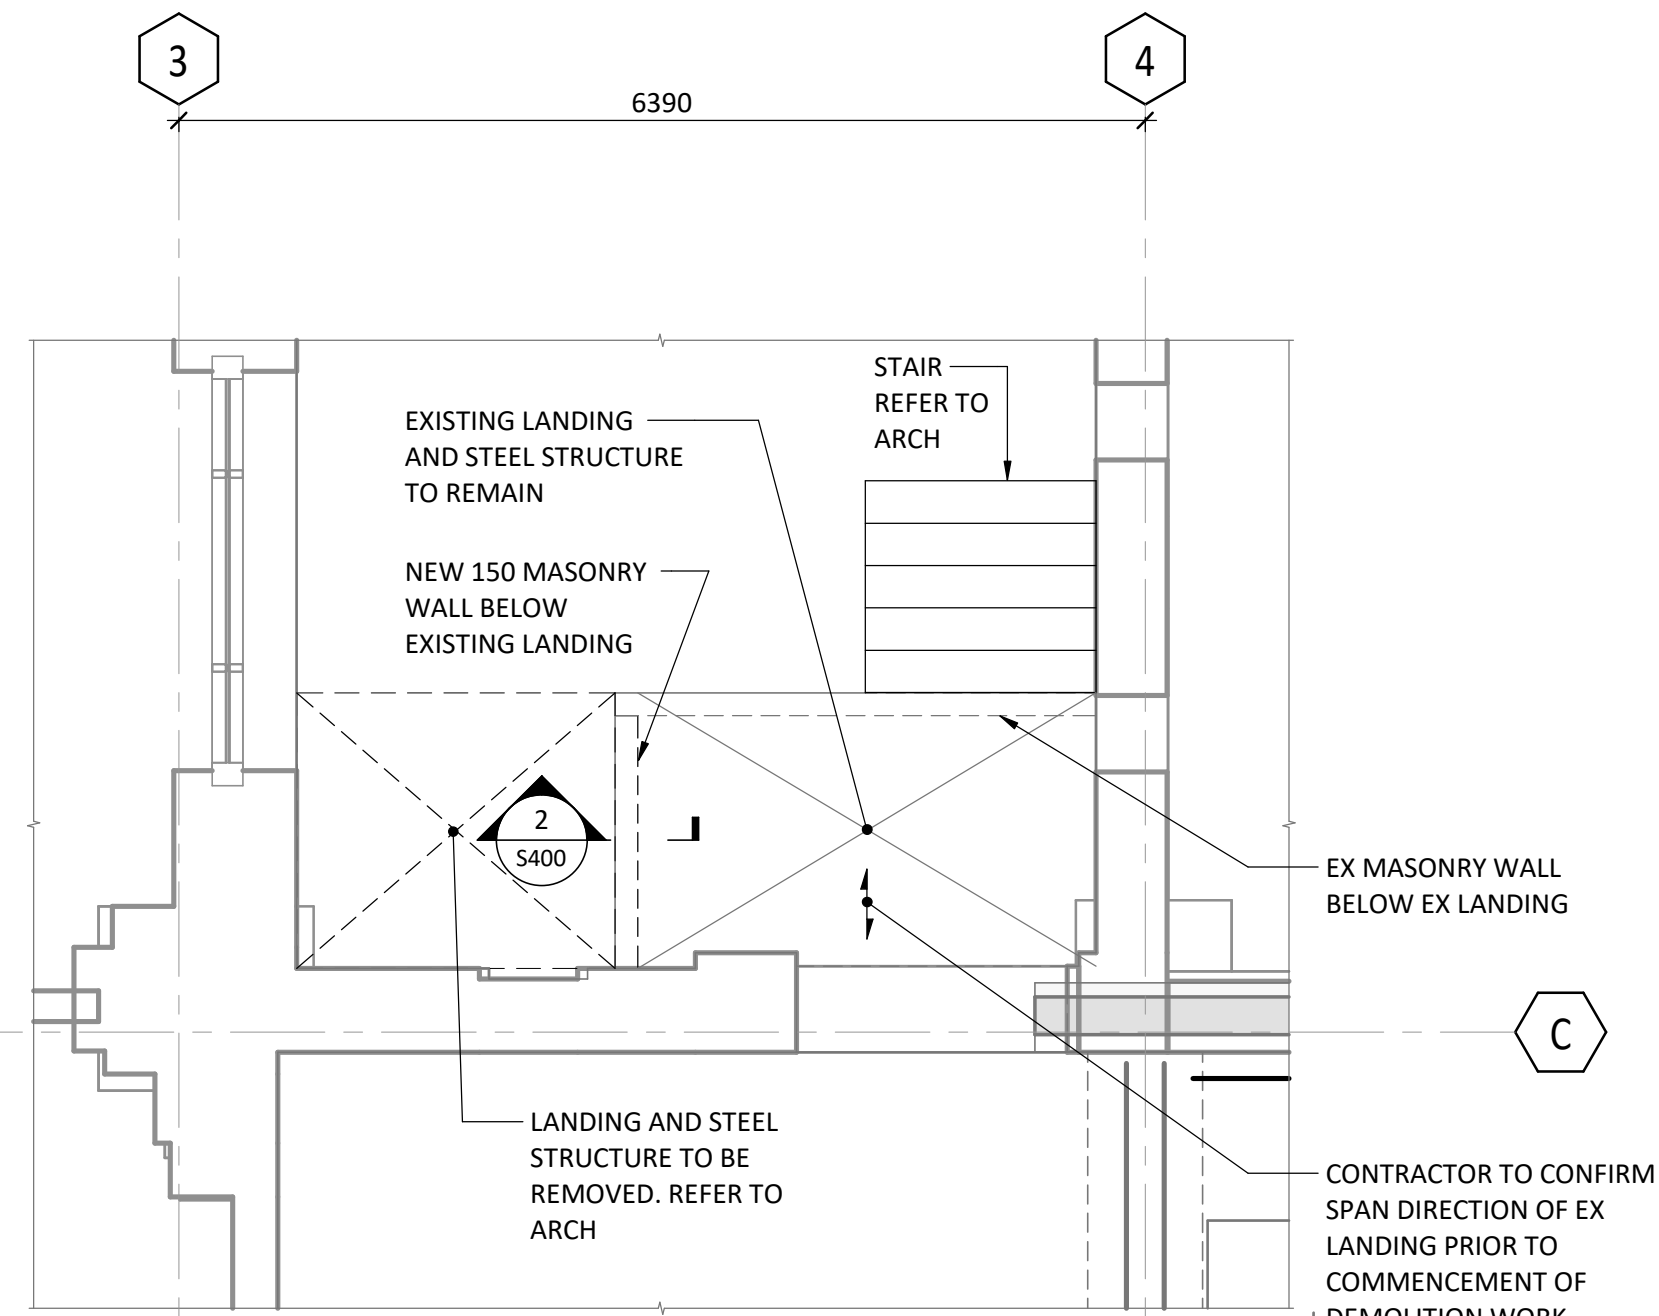 3
4
6390
STAIR
REFER TO
ARCH
EXISTING LANDING
AND STEEL STRUCTURE
TO REMAIN
NEW 150 MASONRY
WALL BELOW
EXISTING LANDING
2
S400
EX MASONRY WALL
BELOW EX LANDING
C
LANDING AND STEEL
STRUCTURE TO BE
REMOVED. REFER TO
ARCH
CONTRACTOR TO CONFIRM
SPAN DIRECTION OF EX
LANDING PRIOR TO
COMMENCEMENT OF
DEMOLITION WORK